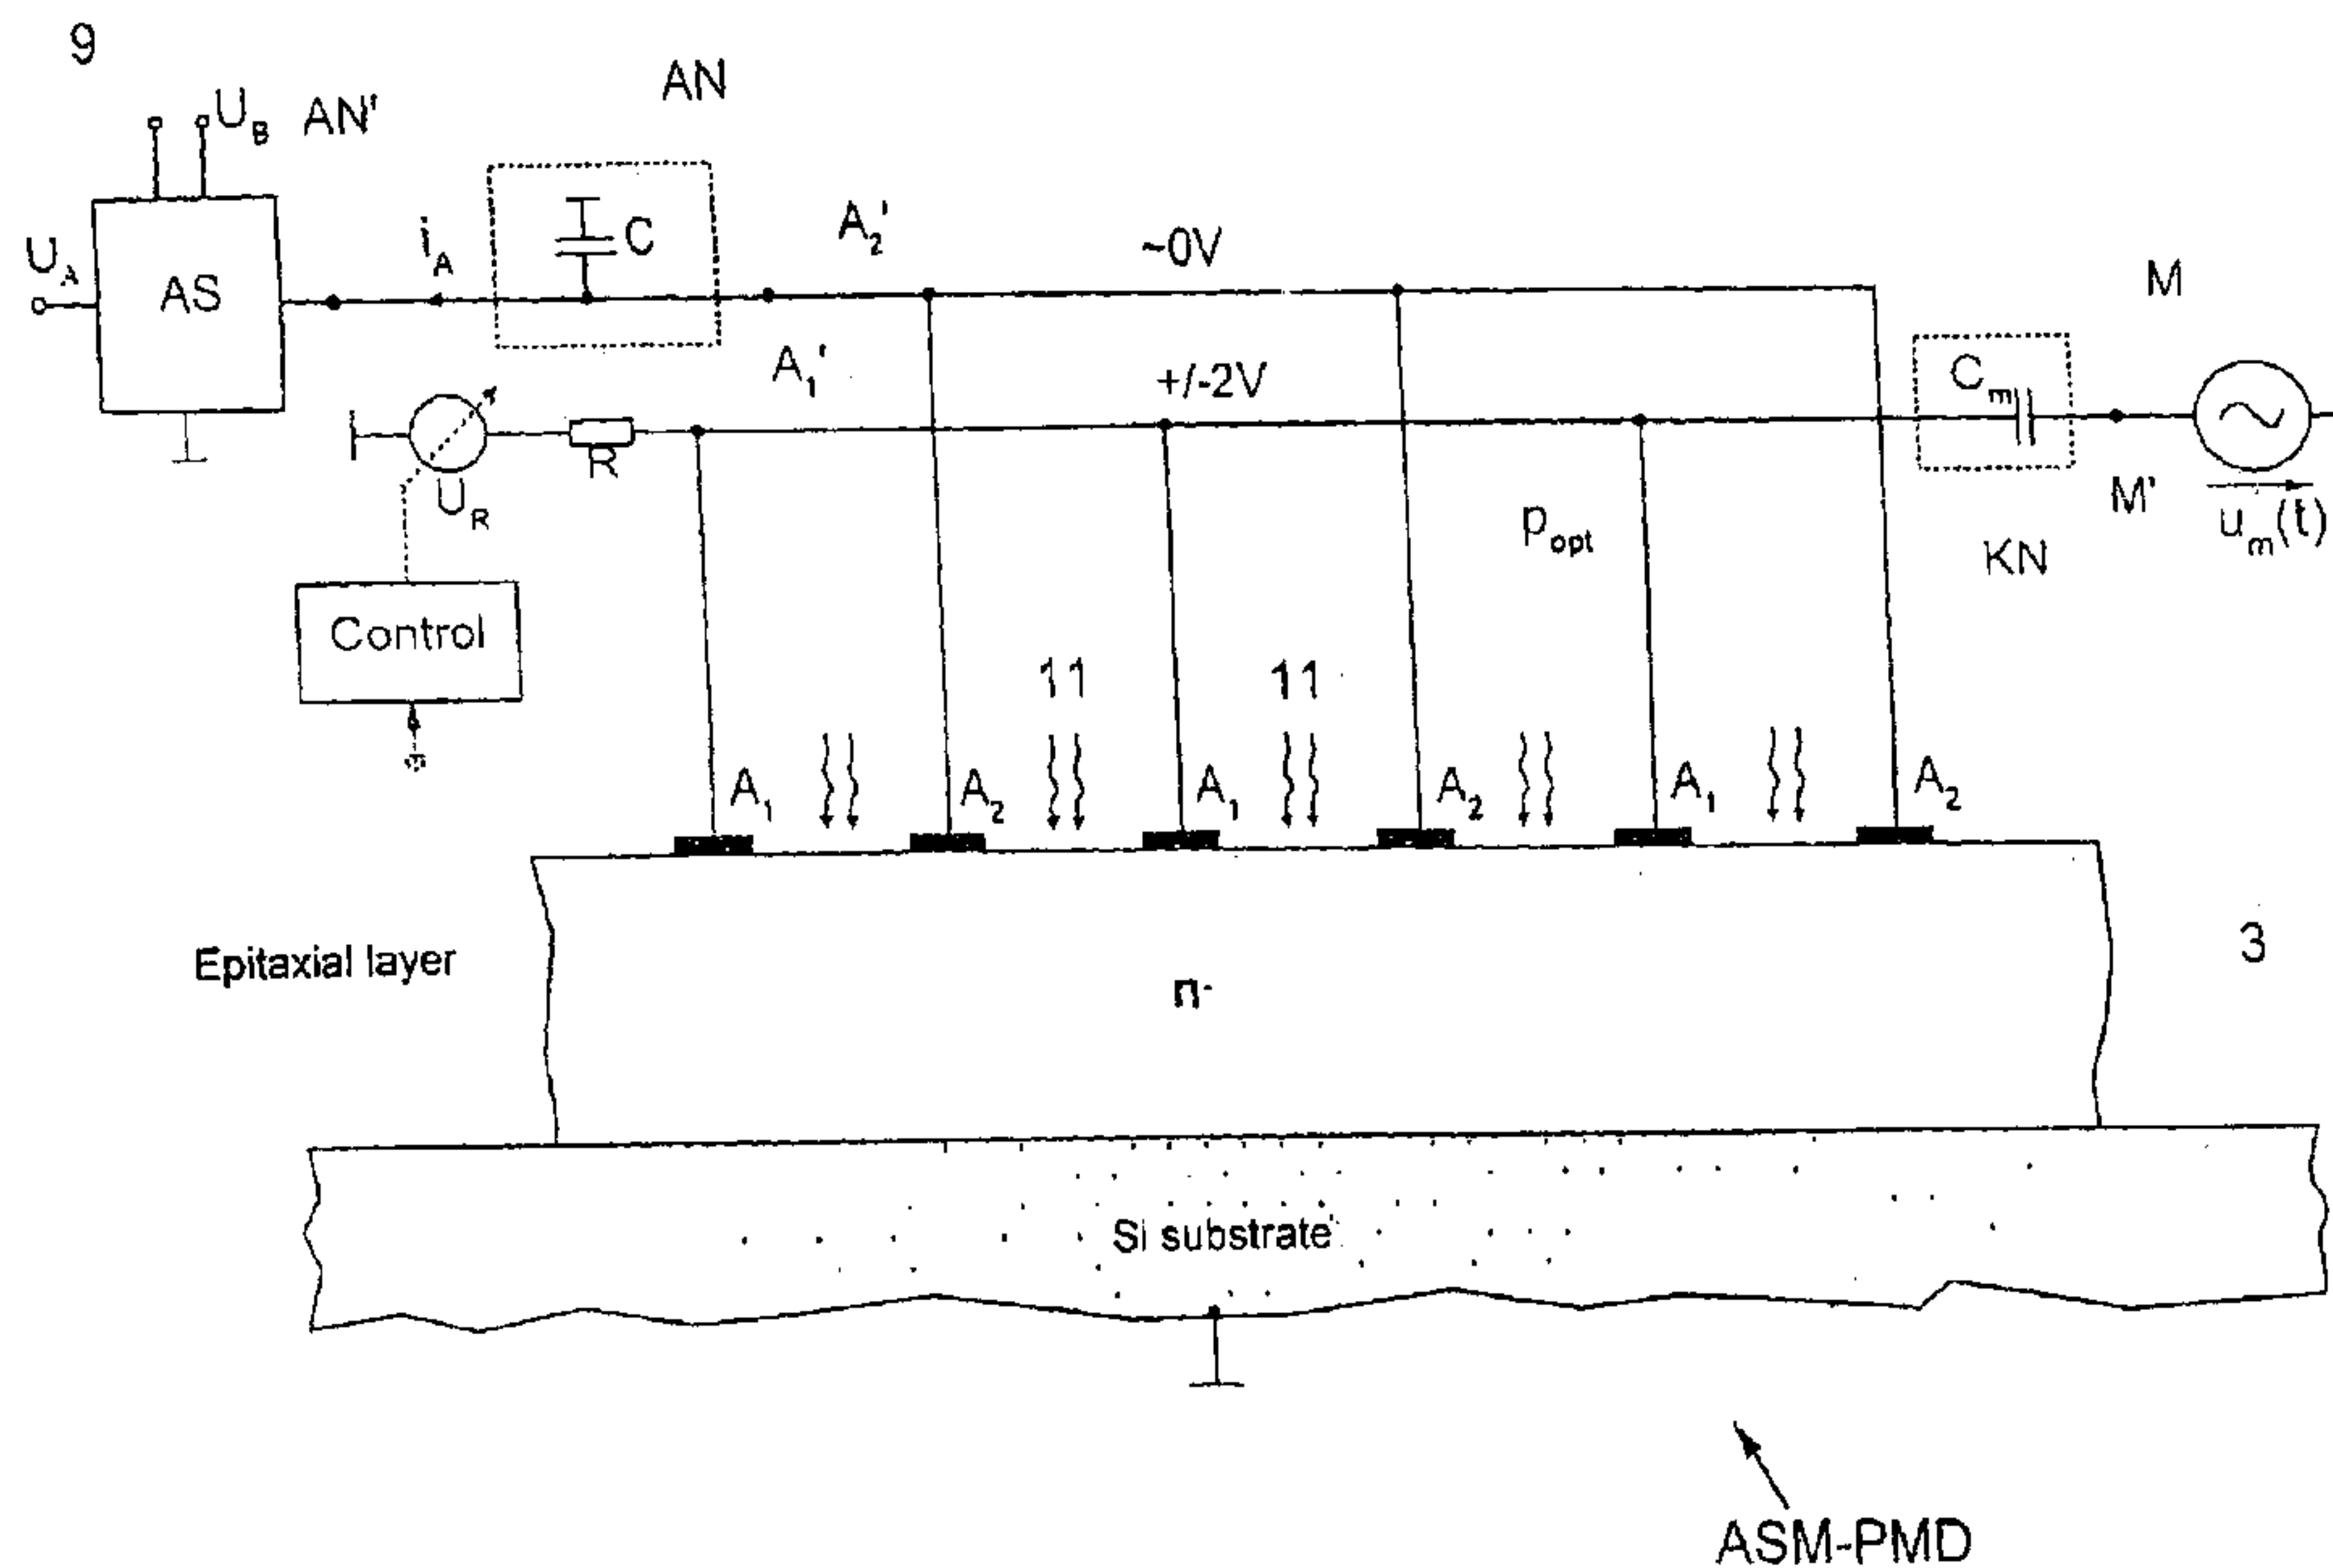 9
AN
U_B AN'
U_A
AS
i_A
C
A_2'
~0V
M
A_1'
+/-2V
C_m
R
U_R
M'
u_m(t)
p_opt
KN
Control
11 11
A_1 A_2 A_1 A_2 A_1 A_2
Epitaxial layer
3
n-
Si substrate
ASM-PMD